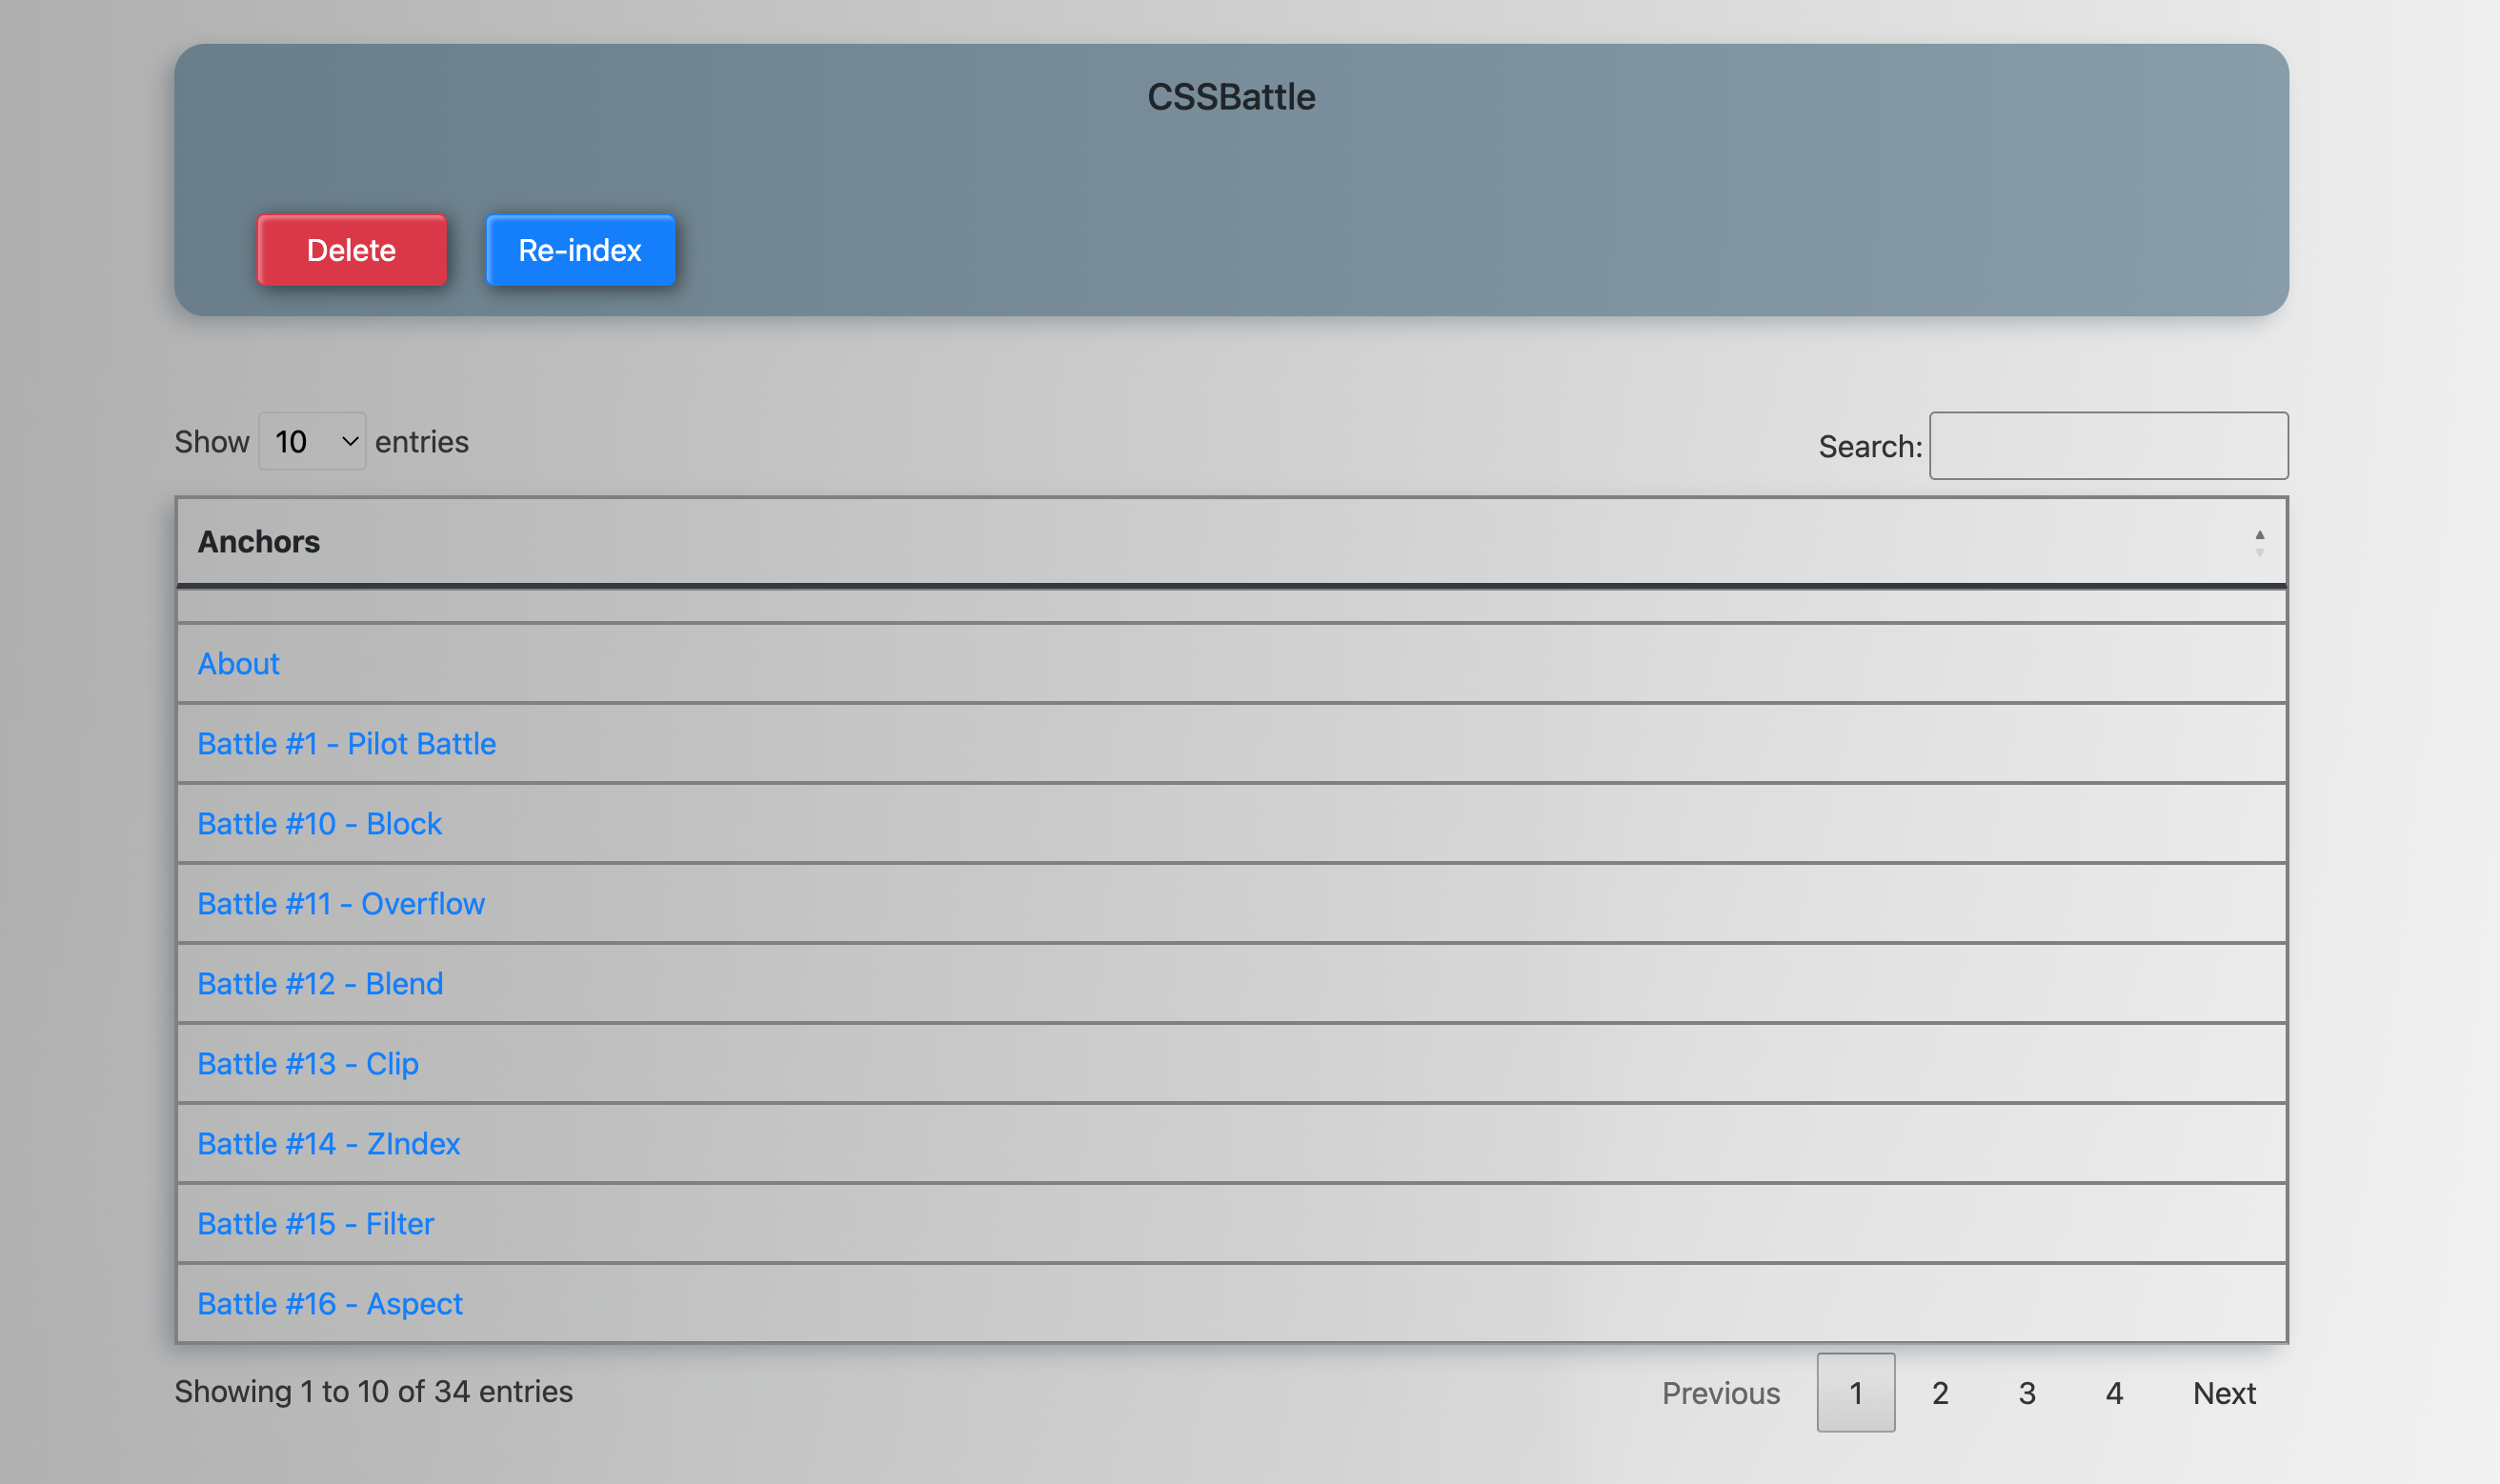 CSSBattle
Delete Re-index
Show 10 entries Search:
Anchors
About
Battle #1 - Pilot Battle
Battle #10 - Block
Battle #11 - Overflow
Battle #12 - Blend
Battle #13 - Clip
Battle #14 - ZIndex
Battle #15 - Filter
Battle #16 - Aspect
Showing 1 to 10 of 34 entries Previous 1 2 3 4 Next